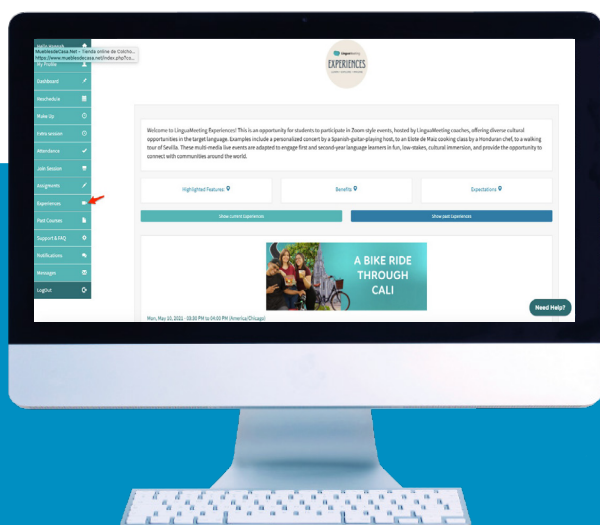 Hello Hannah
MueblesdeCasa.Net - Tienda online de Colcho...
https://www.mueblesdecasa.net/index.php?co...
My Profile
Dashboard
Reschedule
Make Up
Extra session
Attendance
Join Session
Assignments
Experiences
Past Courses
Support & FAQ
Notifications
Messages
LogOut
LinguaMeeting
EXPERIENCES
Welcome to LinguaMeeting Experiences! This is an opportunity for students to participate in Zoom style events, hosted by LinguaMeeting coaches, offering diverse cultural
opportunities in the target language. Examples include a personalized concert by a Spanish-guitar-playing host, to an Elote de Maiz cooking class by a Honduran chef, to a walking
tour of Sevilla. These multi-media live events are adapted to engage first and second-year language learners in fun, low-stakes, cultural immersion, and provide the opportunity to
connect with communities around the world.
Highlighted Features
Benefits
Expectations
Show current Experiences
Show past Experiences
A BIKE RIDE
THROUGH
CALI
Mon, May 10, 2021 - 03:30 PM to 04:00 PM (America/Chicago)
Need Help?